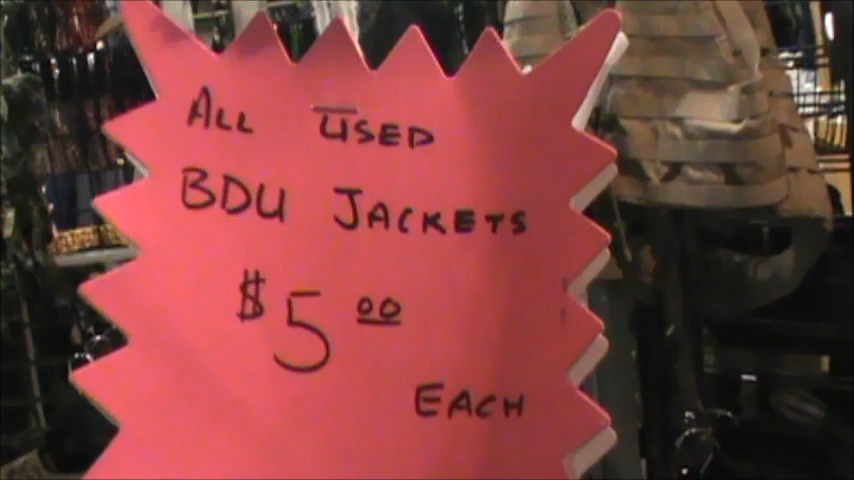 ALL USED
BDU JACKETS
$5.00
EACH